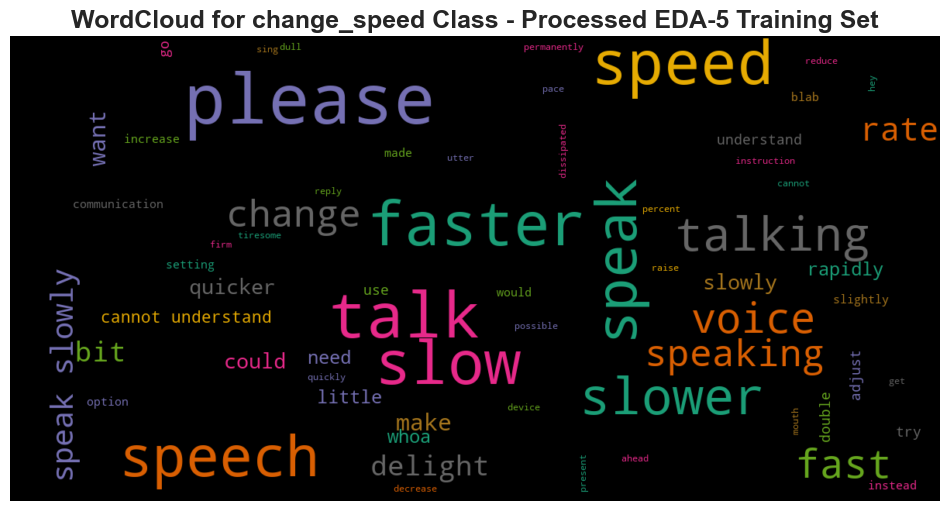 WordCloud for change_speed Class - Processed EDA-5 Training Set
go
sing
dull
permanently
speed
reduce
please
pace
blab
hey
want
increase
made
utter
dissipated
understand
rate
instruction
reply
cannot
communication
change
faster
speak
percent
talking
tiresome
firm
setting
raise
rapidly
quicker
use
would
slowly
slightly
cannot understand
talk
possible
voice
speak slowly
bit
could
need
slow
speaking
quickly
adjust
get
option
little
device
slower
make
mouth
double
whoa
try
speech
delight
present
ahead
fast
decrease
instead